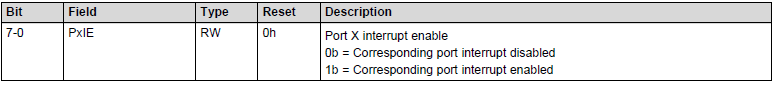 Bit Field Type Reset Description
7-0 PxIE RW 0h Port X interrupt enable
0b = Corresponding port interrupt disabled
1b = Corresponding port interrupt enabled